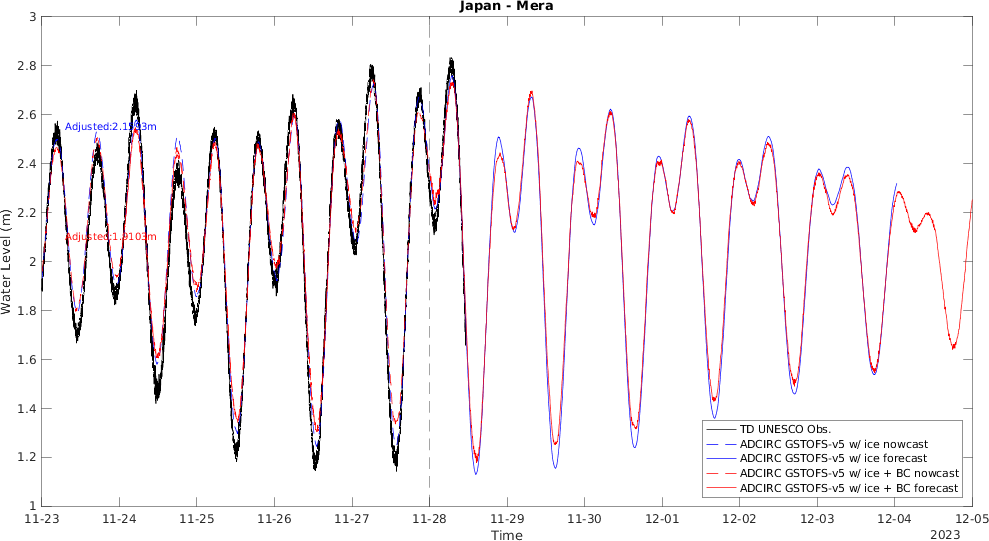 Japan - Mera
3
2.8
2.6
2.4
2.2
2
1.8
1.6
1.4
1.2
1
Water Level (m)
Adjusted:1.9103m
TD UNESCO Obs.
ADCIRC GSTOFS-v5 w/ ice nowcast
ADCIRC GSTOFS-v5 w/ ice forecast
ADCIRC GSTOFS-v5 w/ ice + BC nowcast
ADCIRC GSTOFS-v5 w/ ice + BC forecast
11-23 11-24 11-25 11-26 11-27 11-28 11-29 11-30 12-01 12-02 12-03 12-04 12-05
Time
2023